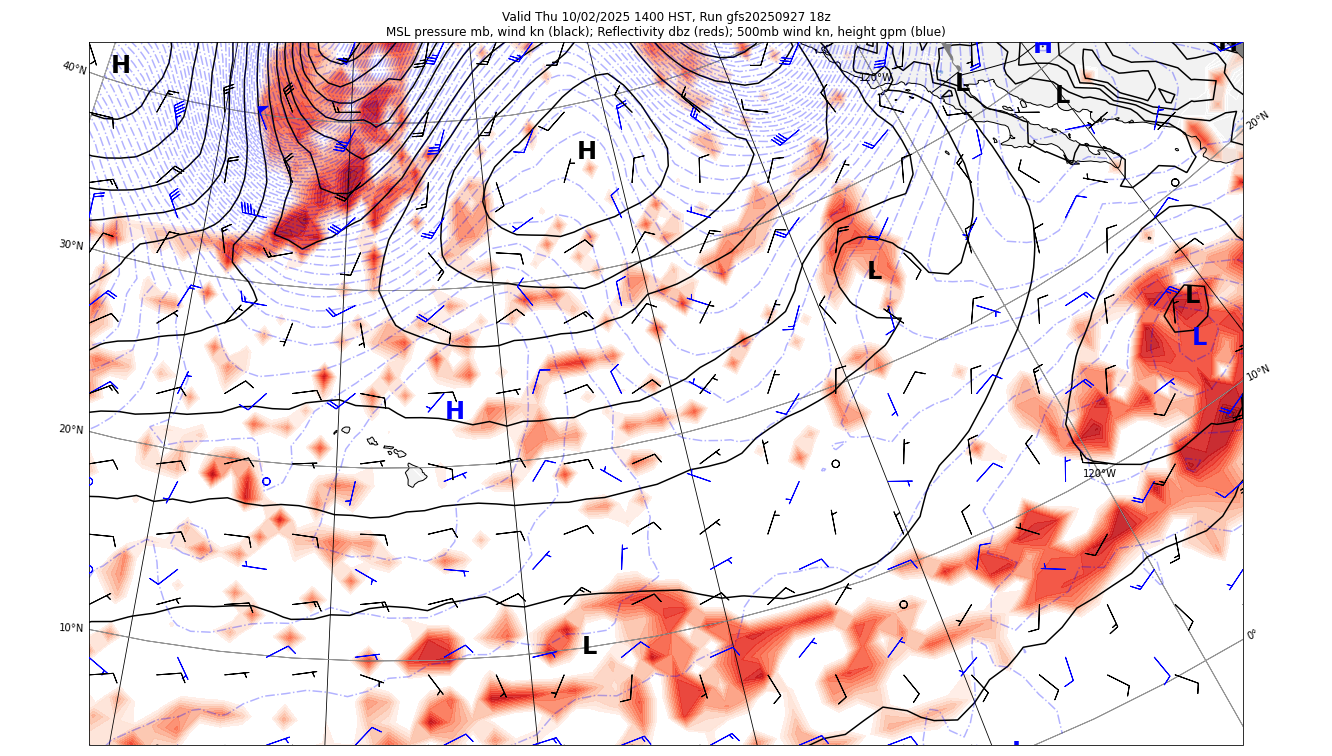 Valid Thu 10/02/2025 1400 HST, Run gfs20250927 18z
MSL pressure mb, wind kn (black); Reflectivity dbz (reds); 500mb wind kn, height gpm (blue)
H
H
40°N
120°W
L
L
20°N
H
30°N
L
L
L
10°N
H
20°N
120°W
10°N
L
0°